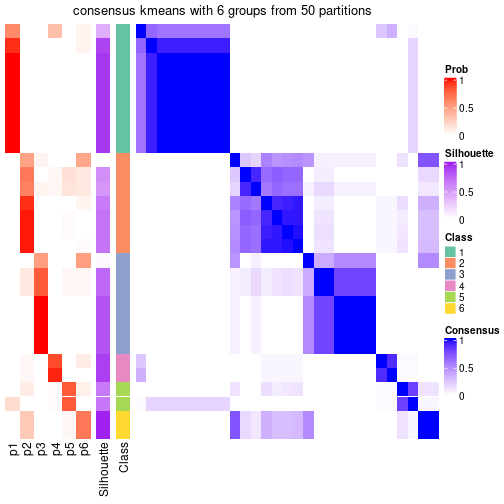 consensus kmeans with 6 groups from 50 partitions
Prob
1
0.5
0
Silhouette
1
0.5
0
Class
1
2
3
4
5
6
Consensus
1
0.5
0
p1
p2
p3
p4
p5
p6
Silhouette
Class